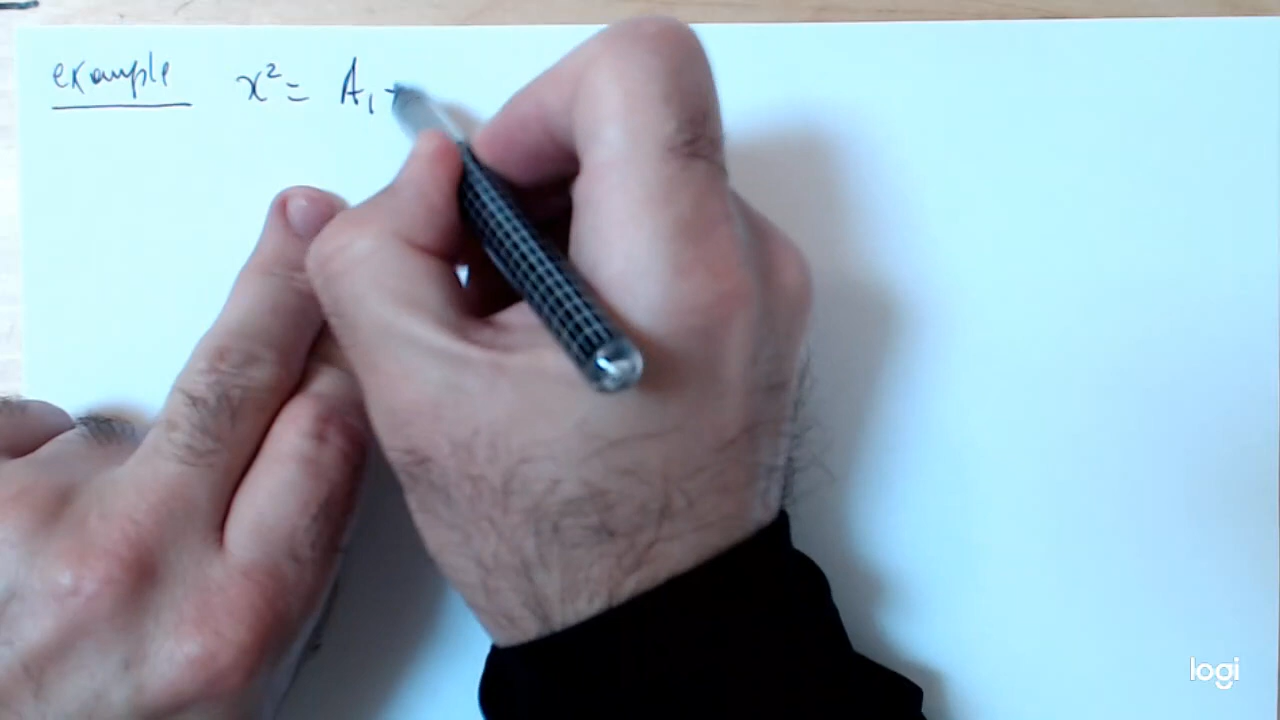 example x² = A₁ -
logi